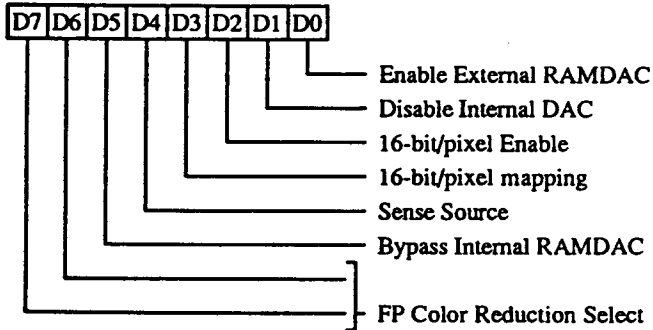 D7 D6 D5 D4 D3 D2 D1 D0
Enable External RAMDAC
Disable Internal DAC
16-bit/pixel Enable
16-bit/pixel mapping
Sense Source
Bypass Internal RAMDAC
FP Color Reduction Select